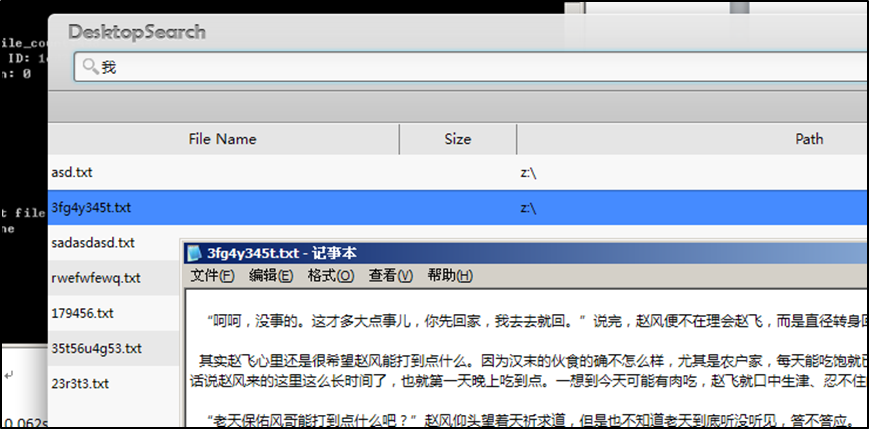 DesktopSearch
ile_cou
ID: 1
n: 0
我
File Name Size Path
asd.txt z:\
3fg4y345t.txt z:\
t file
ne
sadasdasd.txt
rwefwfewq.txt
179456.txt
35t56u4g53.txt
23r3t3.txt
0.062s
3fg4y345t.txt - 记事本
文件(F) 编辑(E) 格式(O) 查看(V) 帮助(H)
“呵呵，没事的。这才多大点事儿，你先回家，我去去就回。”说完，赵风便不在理会赵飞，而是直径转身回
其实赵飞心里还是很希望赵风能打到点什么。因为汉末的伙食的确不怎么样，尤其是农户家，每天能吃饱就已
话说赵风来的这里这么长时间了，也就第一天晚上吃到点。一想到今天可能有肉吃，赵飞就口中生津、忍不住
“老天保佑风哥能打到点什么吧？”赵风仰头望着天祈求道，但是也不知道老天到底听没听见，答不答应。